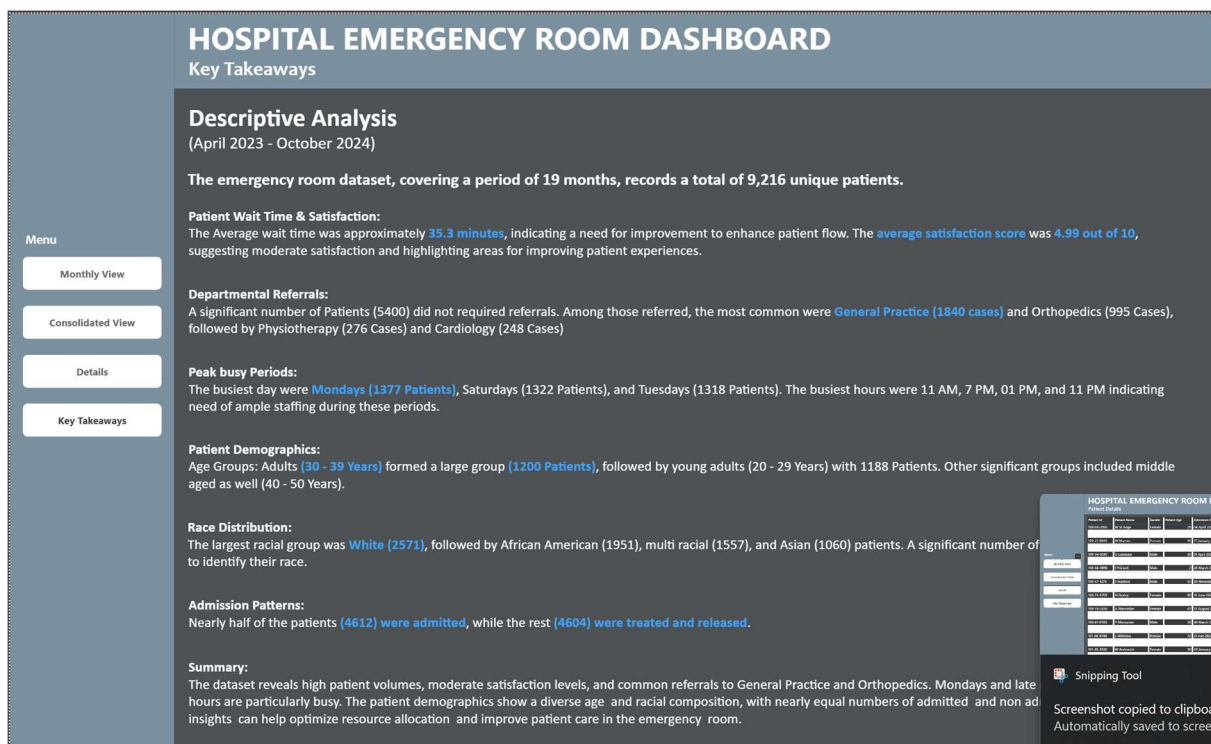 HOSPITAL EMERGENCY ROOM DASHBOARD
Key Takeaways
Menu
Monthly View
Consolidated View
Details
Key Takeaways
Descriptive Analysis
(April 2023 - October 2024)
The emergency room dataset, covering a period of 19 months, records a total of 9,216 unique patients.
Patient Wait Time & Satisfaction:
The Average wait time was approximately 35.3 minutes, indicating a need for improvement to enhance patient flow. The average satisfaction score was 4.99 out of 10,
suggesting moderate satisfaction and highlighting areas for improving patient experiences.
Departmental Referrals:
A significant number of Patients (5400) did not required referrals. Among those referred, the most common were General Practice (1840 cases) and Orthopedics (995 Cases),
followed by Physiotherapy (276 Cases) and Cardiology (248 Cases)
Peak busy Periods:
The busiest day were Mondays (1377 Patients), Saturdays (1322 Patients), and Tuesdays (1318 Patients). The busiest hours were 11 AM, 7 PM, 01 PM, and 11 PM indicating
need of ample staffing during these periods.
Patient Demographics:
Age Groups: Adults (30 - 39 Years) formed a large group (1200 Patients), followed by young adults (20 - 29 Years) with 1188 Patients. Other significant groups included middle
aged as well (40 - 50 Years).
Race Distribution:
The largest racial group was White (2571), followed by African American (1951), multi racial (1557), and Asian (1060) patients. A significant number of
to identify their race.
Admission Patterns:
Nearly half of the patients (4612) were admitted, while the rest (4604) were treated and released.
Summary:
The dataset reveals high patient volumes, moderate satisfaction levels, and common referrals to General Practice and Orthopedics. Mondays and late
hours are particularly busy. The patient demographics show a diverse age and racial composition, with nearly equal numbers of admitted and non ad
insights can help optimize resource allocation and improve patient care in the emergency room.
HOSPITAL EMERGENCY ROOM
Patient Details
Snipping Tool
Screenshot copied to clipboa
Automatically saved to scree